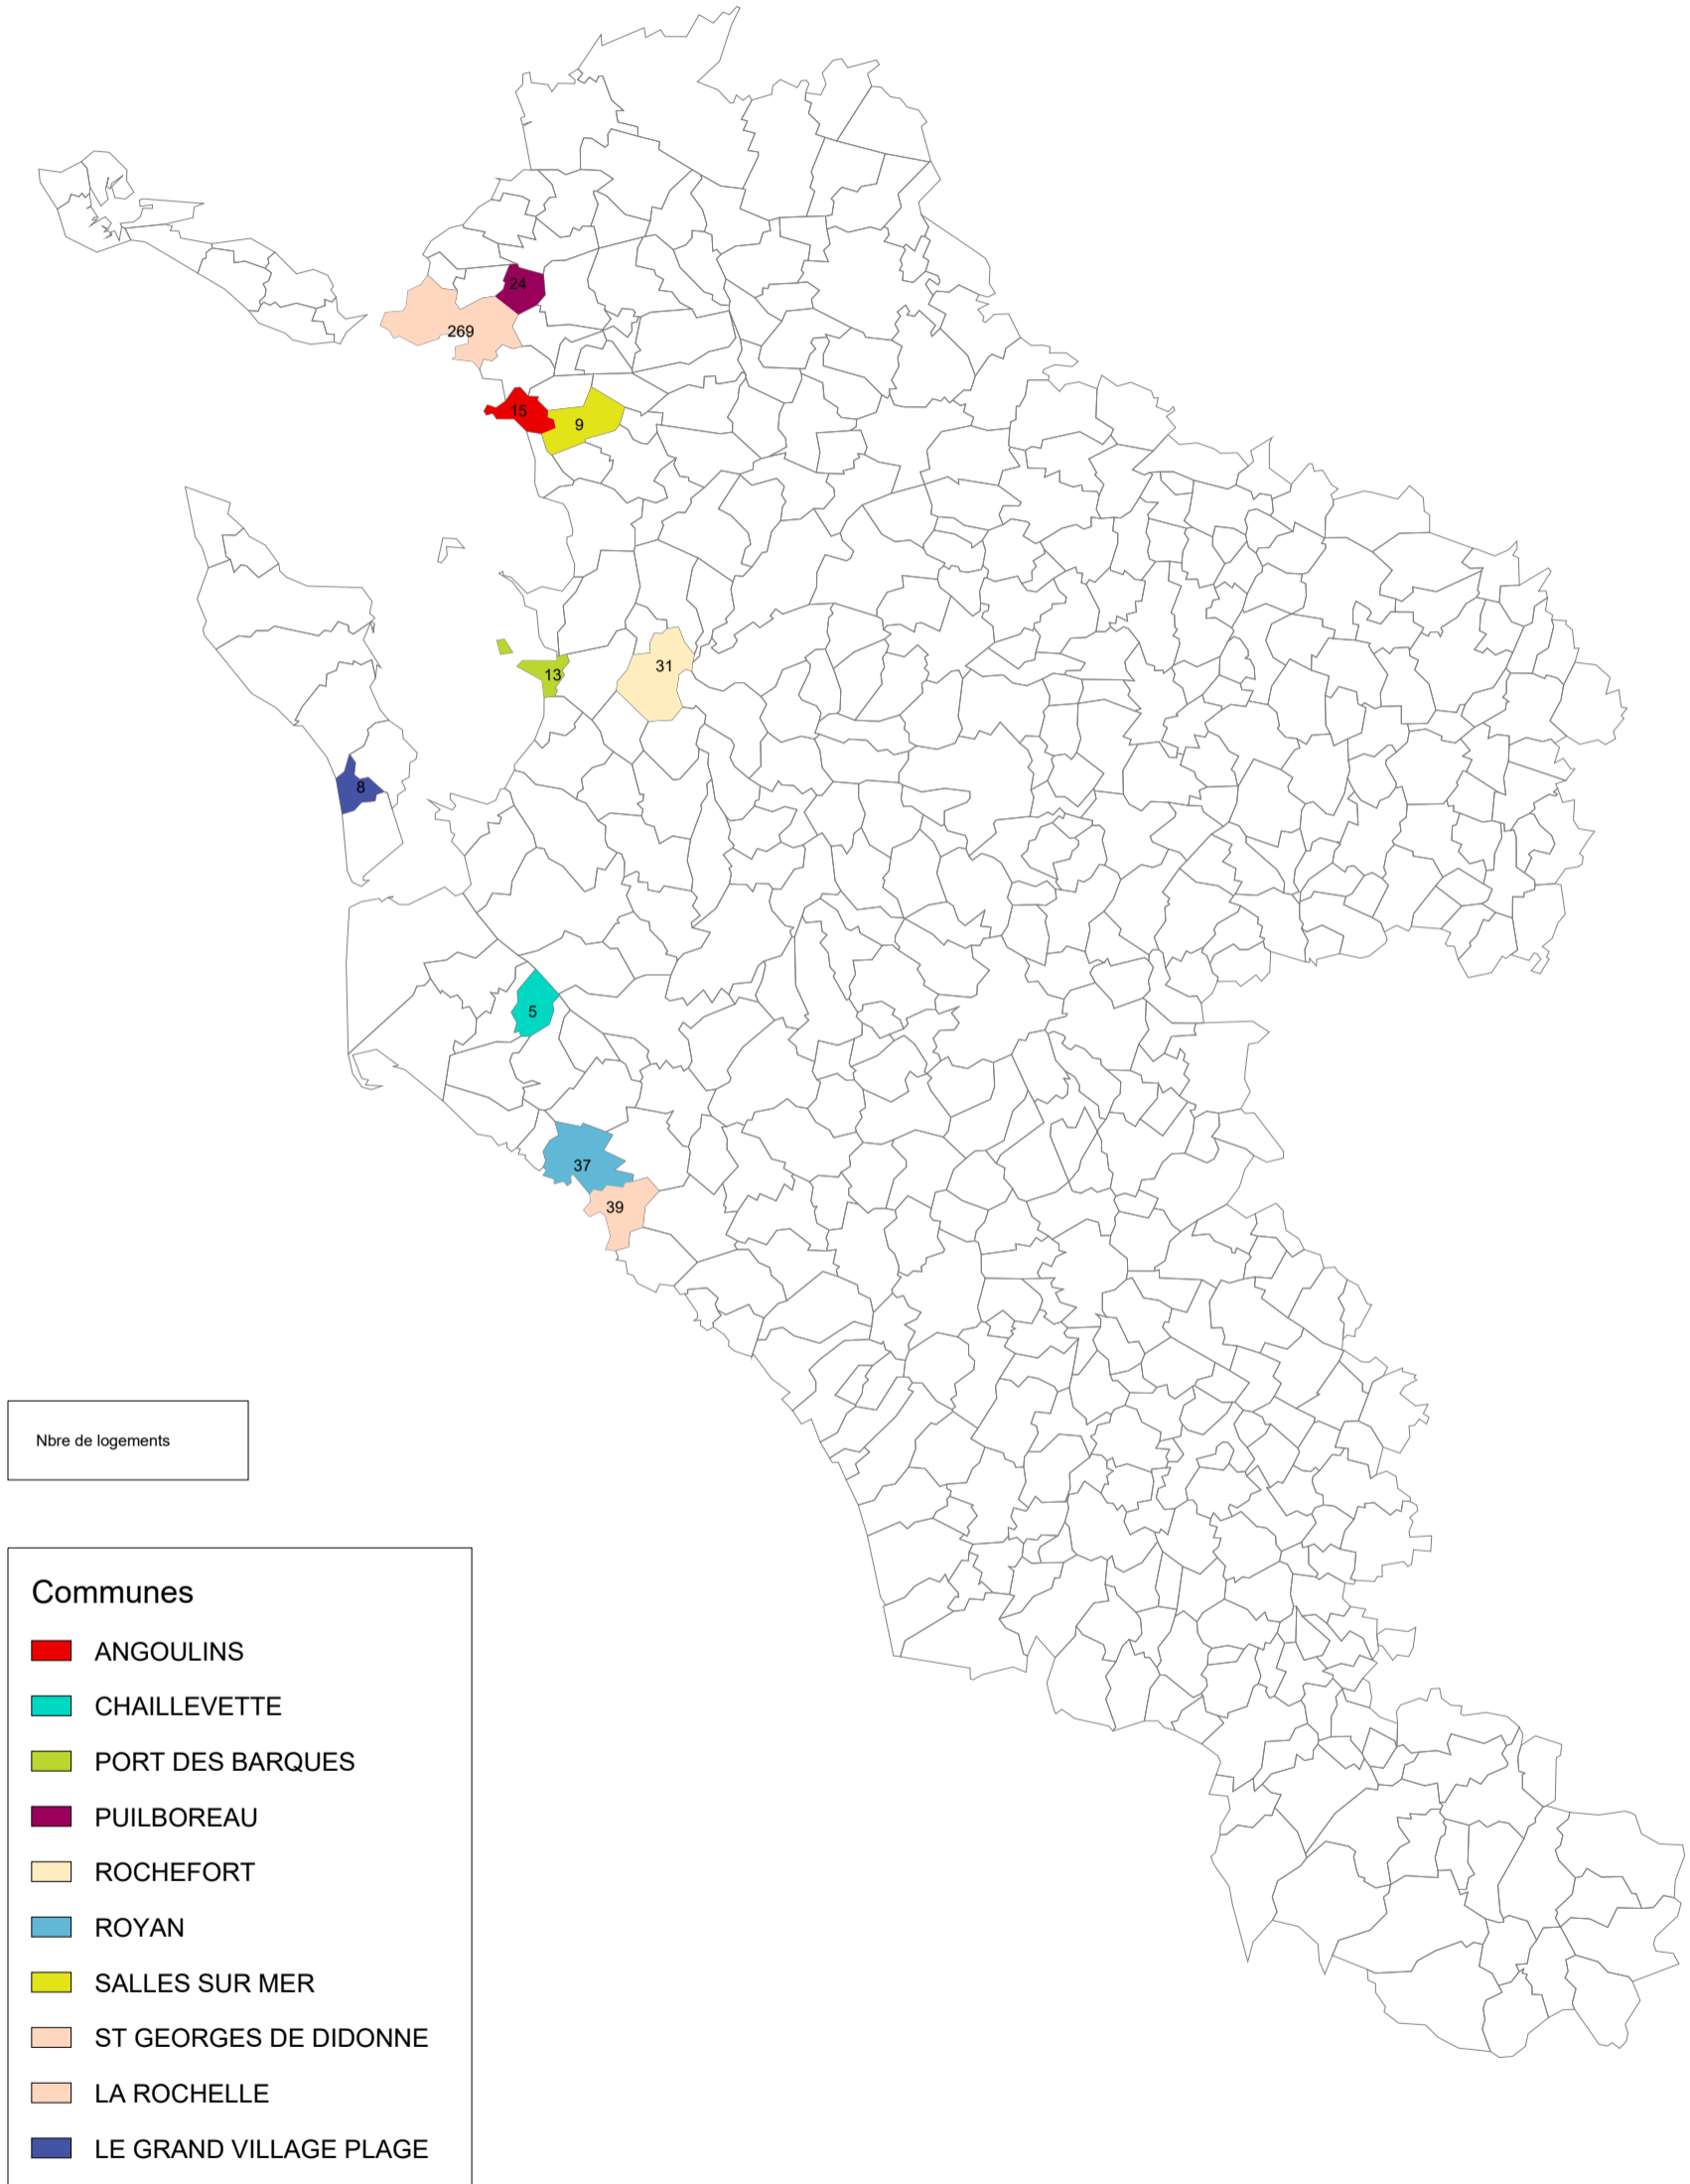 24
269
15
9
31
13
8
5
37
39
Nbre de logements
Communes
ANGOULINS
CHAILLEVETTE
PORT DES BARQUES
PUILBOREAU
ROCHEFORT
ROYAN
SALLES SUR MER
ST GEORGES DE DIDONNE
LA ROCHELLE
LE GRAND VILLAGE PLAGE